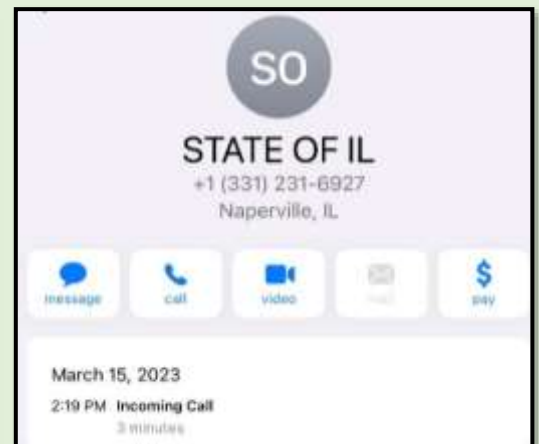 SO
STATE OF IL
+1 (331) 231-6927
Naperville, IL
message call video mail $ pay
March 15, 2023
2:19 PM Incoming Call
3 minutes